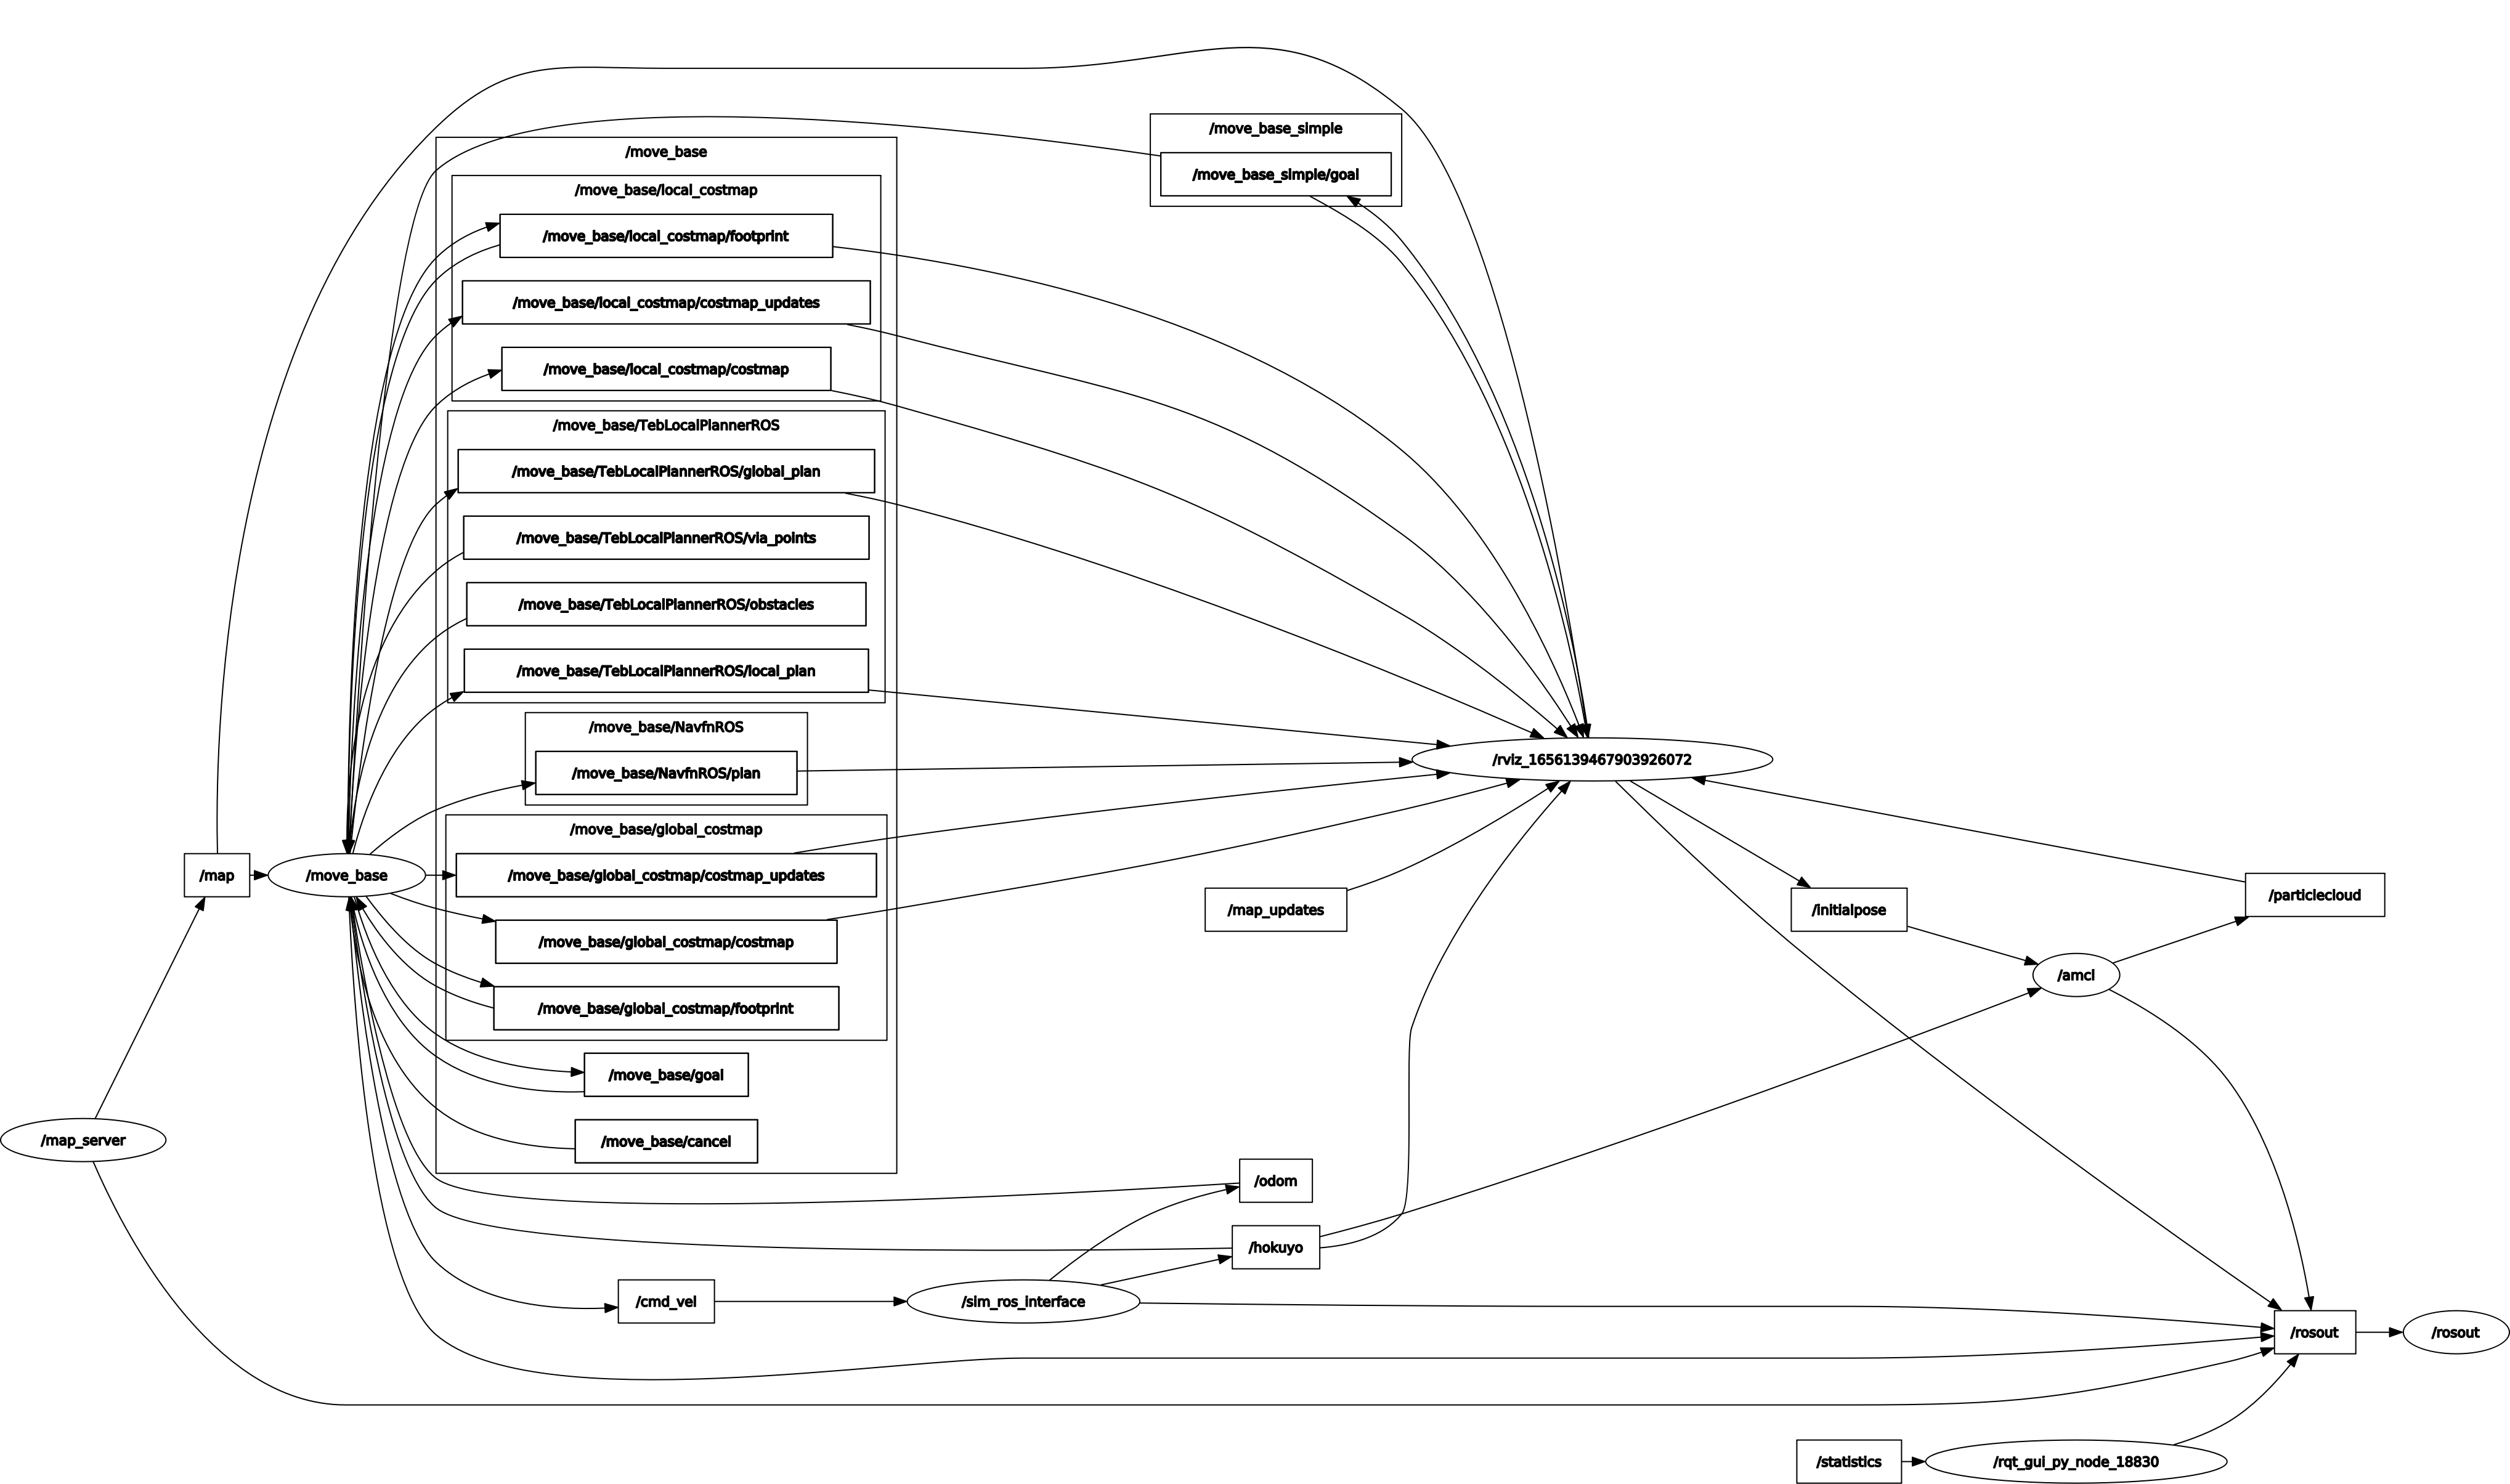 /move_base_simple
/move_base_simple/goal
/move_base
/move_base/local_costmap
/move_base/local_costmap/footprint
/move_base/local_costmap/costmap_updates
/move_base/local_costmap/costmap
/move_base/TebLocalPlannerROS
/move_base/TebLocalPlannerROS/global_plan
/move_base/TebLocalPlannerROS/via_points
/move_base/TebLocalPlannerROS/obstacles
/move_base/TebLocalPlannerROS/local_plan
/move_base/NavfnROS
/move_base/NavfnROS/plan
/rviz_1656139467903926072
/move_base/global_costmap
/map
/move_base
/move_base/global_costmap/costmap_updates
/map_updates
/initialpose
/particlecloud
/move_base/global_costmap/costmap
/amcl
/move_base/global_costmap/footprint
/move_base/goal
/map_server
/move_base/cancel
/odom
/hokuyo
/cmd_vel
/sim_ros_interface
/rosout
/rosout
/statistics
/rqt_gui_py_node_18830